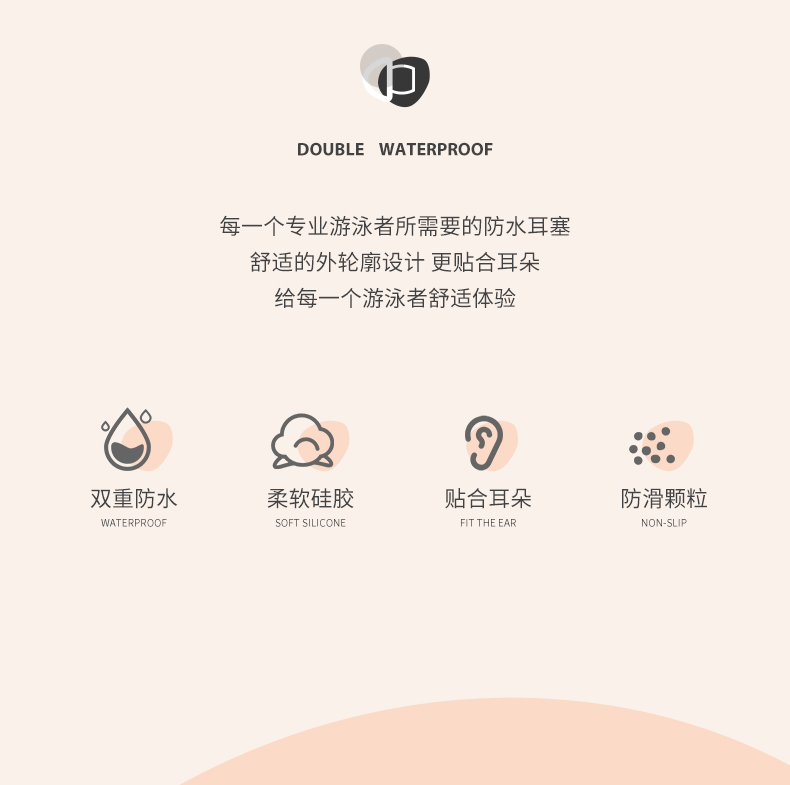 DOUBLE WATERPROOF
每一个专业游泳者所需要的防水耳塞
舒适的外轮廓设计 更贴合耳朵
给每一个游泳者舒适体验
双重防水
WATERPROOF
柔软硅胶
SOFT SILICONE
贴合耳朵
FIT THE EAR
防滑颗粒
NON-SLIP